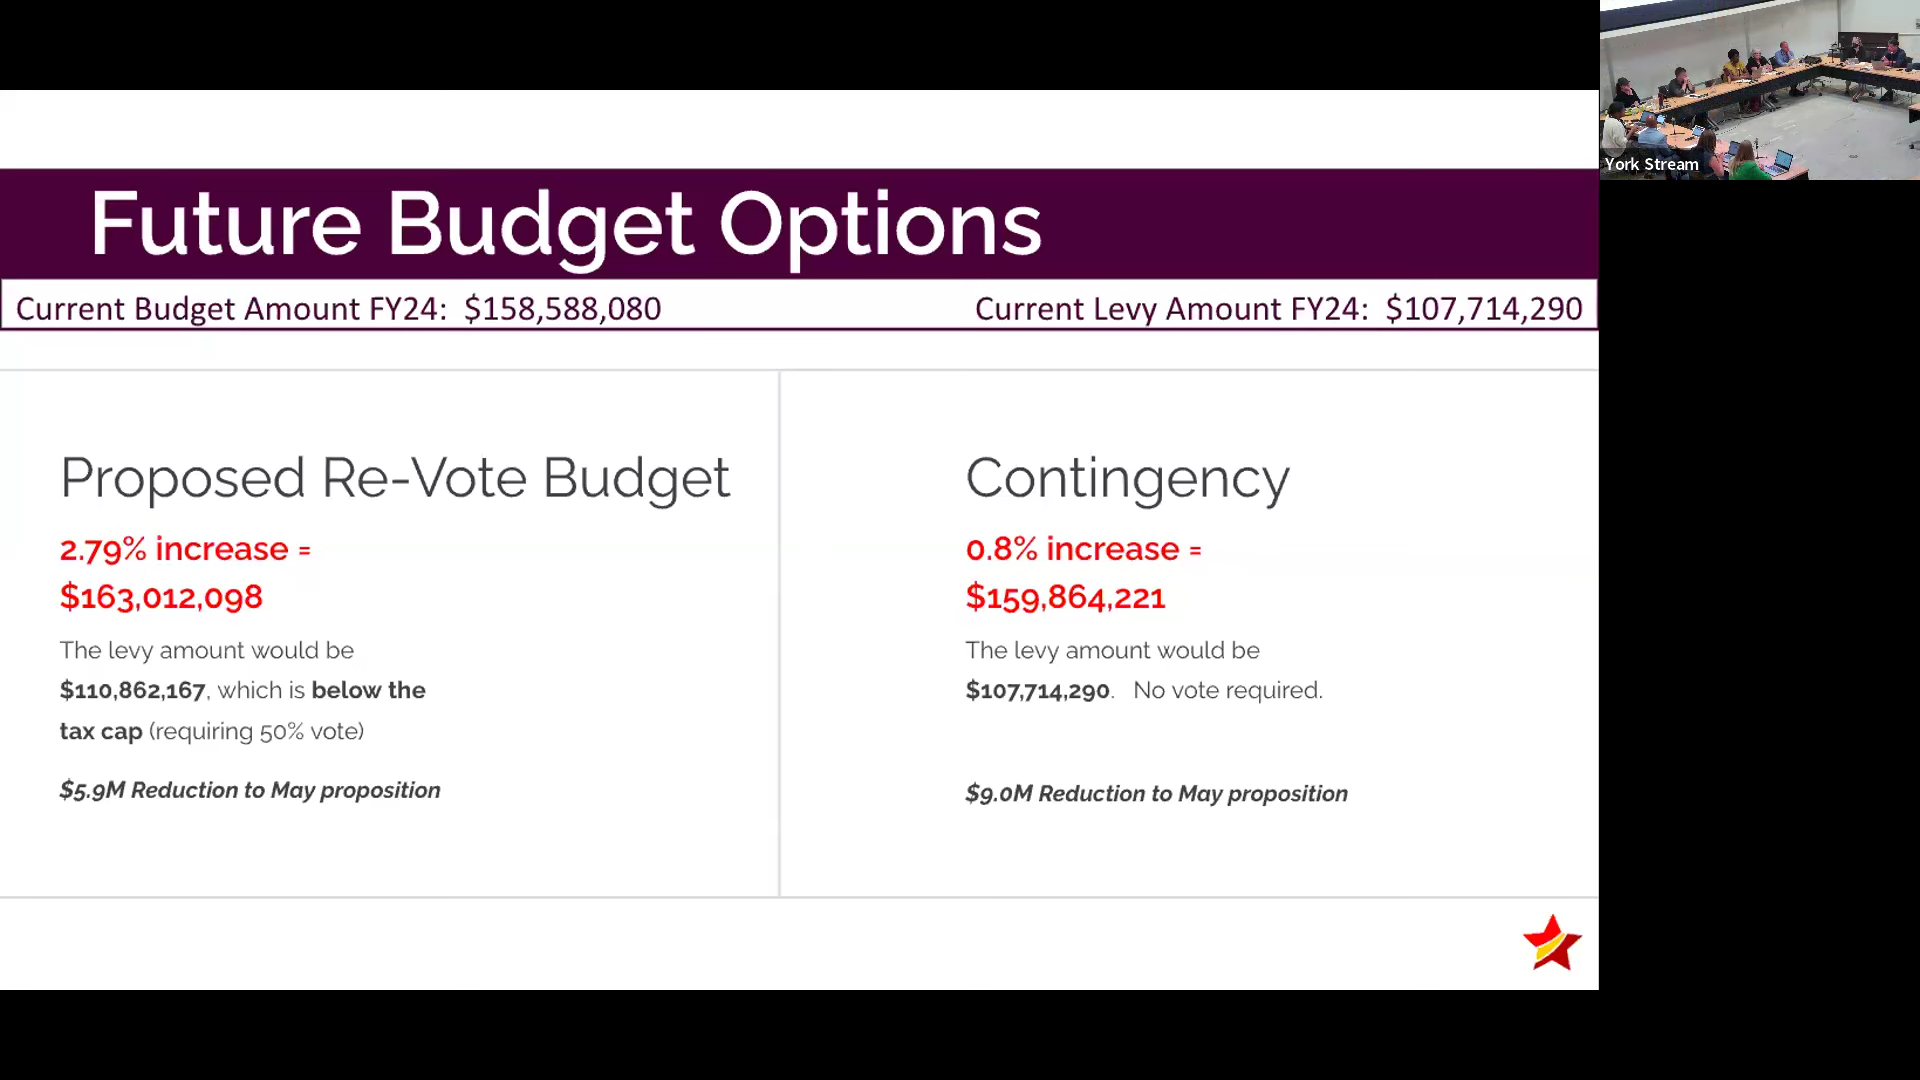 Future Budget Options
Current Budget Amount FY24: $158,588,080
Current Levy Amount FY24: $107,714,290
Proposed Re-Vote Budget
2.79% increase =
$163,012,098
The levy amount would be
$110,862,167, which is below the
tax cap (requiring 50% vote)
$5.9M Reduction to May proposition
Contingency
0.8% increase =
$159,864,221
The levy amount would be
$107,714,290. No vote required.
$9.0M Reduction to May proposition
York Stream